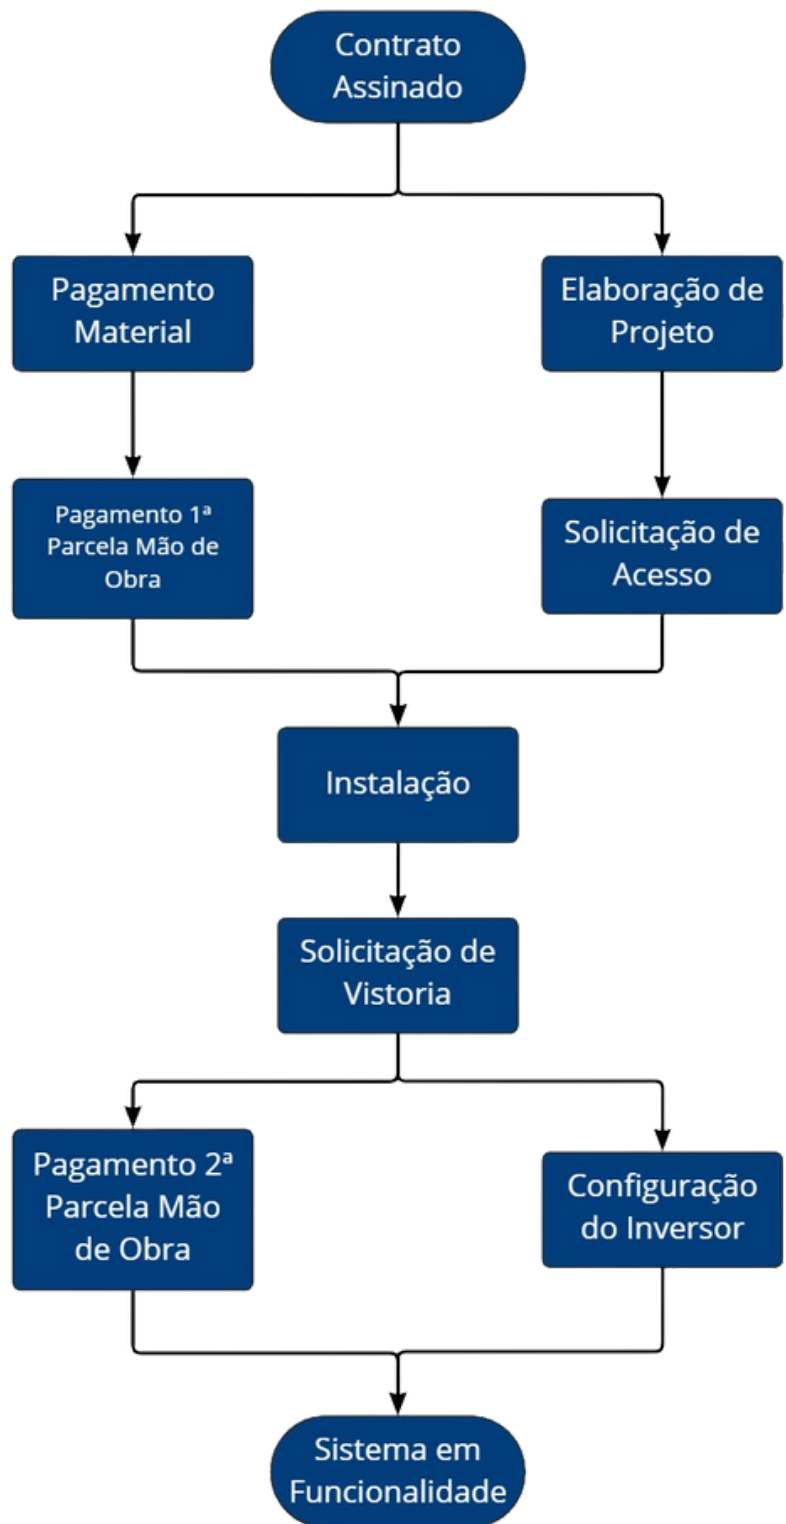 Contrato
Assinado
Pagamento
Material
Elaboração de
Projeto
Pagamento 1ª
Parcela Mão de
Obra
Solicitação de
Acesso
Instalação
Solicitação de
Vistoria
Pagamento 2ª
Parcela Mão
de Obra
Configuração
do Inversor
Sistema em
Funcionalidade